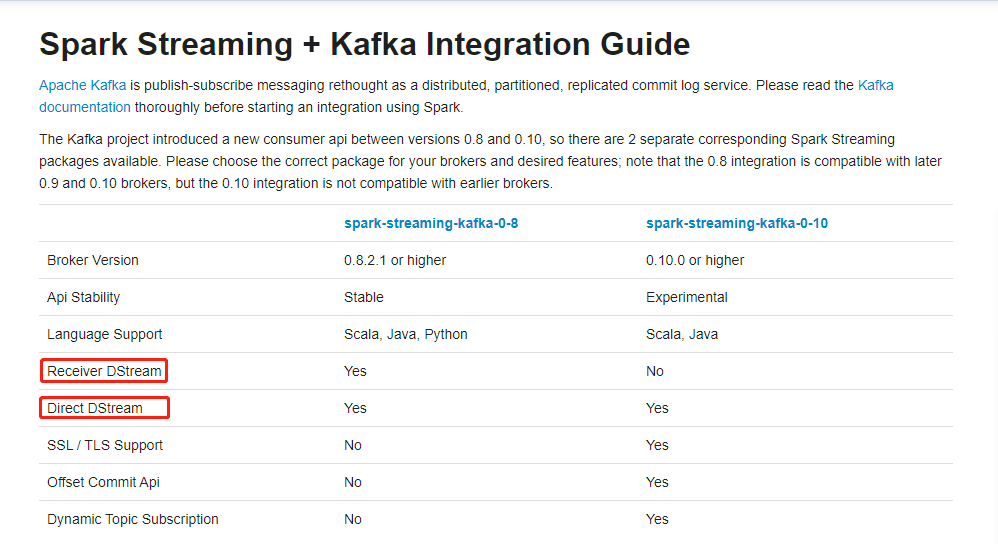 Spark Streaming + Kafka Integration Guide
Apache Kafka is publish-subscribe messaging rethought as a distributed, partitioned, replicated commit log service. Please read the Kafka
documentation thoroughly before starting an integration using Spark.
The Kafka project introduced a new consumer api between versions 0.8 and 0.10, so there are 2 separate corresponding Spark Streaming
packages available. Please choose the correct package for your brokers and desired features; note that the 0.8 integration is compatible with later
0.9 and 0.10 brokers, but the 0.10 integration is not compatible with earlier brokers.
spark-streaming-kafka-0-8 spark-streaming-kafka-0-10
Broker Version 0.8.2.1 or higher 0.10.0 or higher
Api Stability Stable Experimental
Language Support Scala, Java, Python Scala, Java
Receiver DStream Yes No
Direct DStream Yes Yes
SSL / TLS Support No Yes
Offset Commit Api No Yes
Dynamic Topic Subscription No Yes